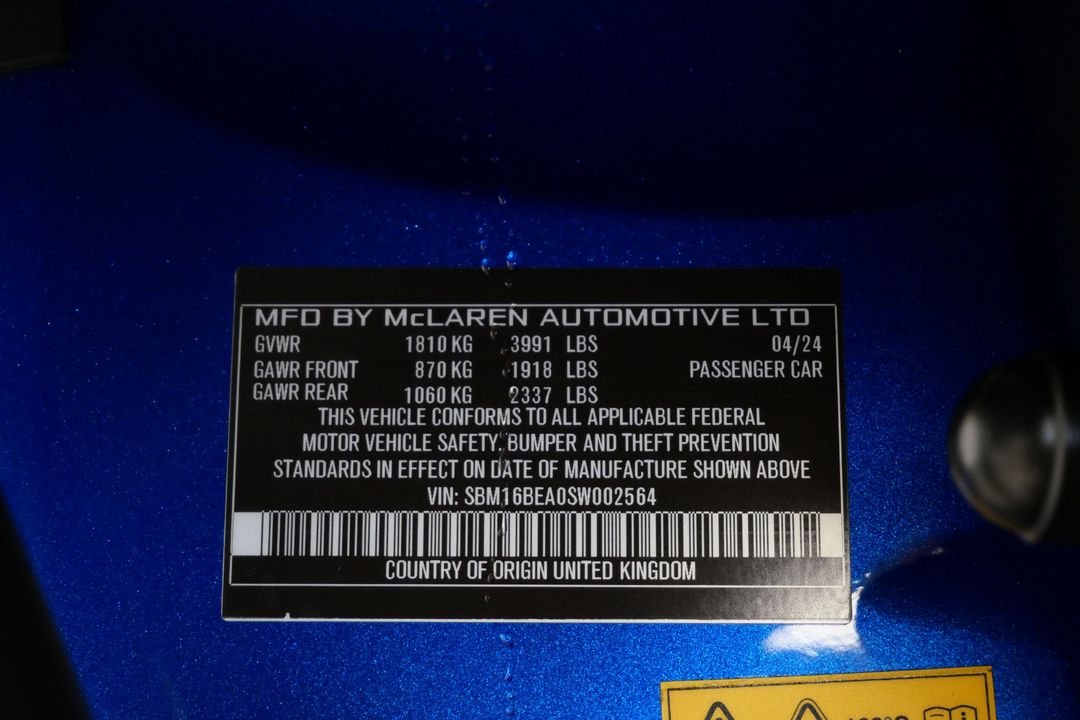 MFD BY McLAREN AUTOMOTIVE LTD
GVWR 1810 KG 3991 LBS 04/24
GAWR FRONT 870 KG 1918 LBS PASSENGER CAR
GAWR REAR 1060 KG 2337 LBS
THIS VEHICLE CONFORMS TO ALL APPLICABLE FEDERAL
MOTOR VEHICLE SAFETY, BUMPER AND THEFT PREVENTION
STANDARDS IN EFFECT ON DATE OF MANUFACTURE SHOWN ABOVE
VIN: SBM16BEA0SW002564
COUNTRY OF ORIGIN UNITED KINGDOM